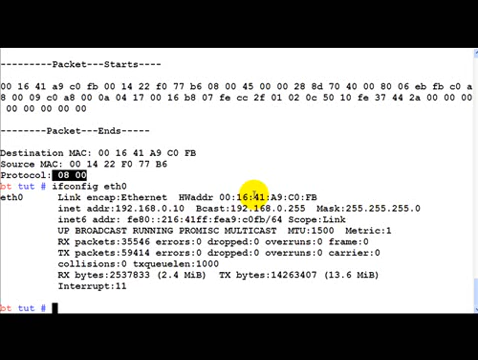 ---------Packet---Starts----
00 16 41 a9 c0 fb 00 14 22 f0 77 b6 08 00 45 00 00 28 8d 70 40 00 80 06 eb fb c0 a
8 00 09 c0 a8 00 0a 04 17 00 16 b8 07 fe cc 2f 01 02 0c 50 10 fe 37 44 2a 00 00 00
00 00 00 00 00
--------Packet---Ends-----
Destination MAC: 00 16 41 A9 C0 FB
Source MAC: 00 14 22 F0 77 B6
Protocol: 08 00
bt tut # ifconfig eth0
eth0 Link encap:Ethernet HWaddr 00:16:41:A9:C0:FB
inet addr:192.168.0.10 Bcast:192.168.0.255 Mask:255.255.255.0
inet6 addr: fe80::216:41ff:fea9:c0fb/64 Scope:Link
UP BROADCAST RUNNING PROMISC MULTICAST MTU:1500 Metric:1
RX packets:35546 errors:0 dropped:0 overruns:0 frame:0
TX packets:59414 errors:0 dropped:0 overruns:0 carrier:0
collisions:0 txqueuelen:1000
RX bytes:2537833 (2.4 MiB) TX bytes:14263407 (13.6 MiB)
Interrupt:11
bt tut #